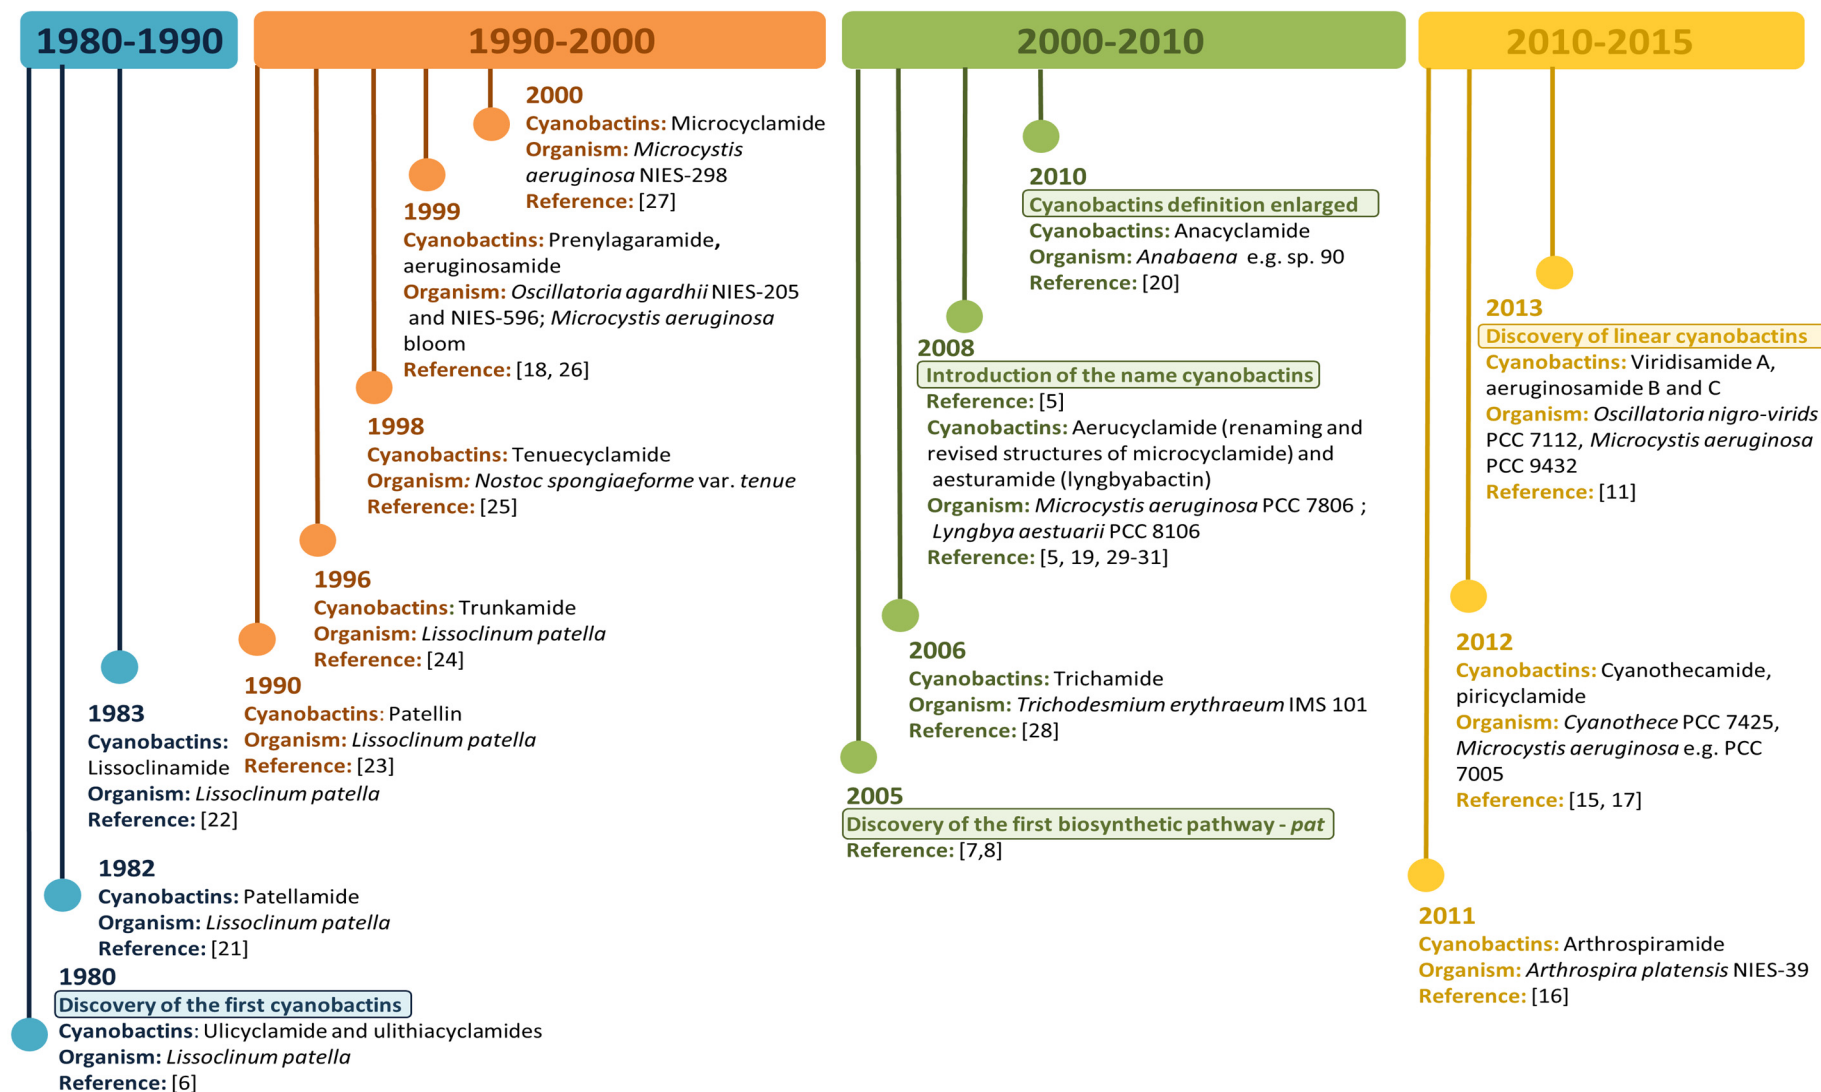 1980-1990
1983
Cyanobactins:
Lissoclinamide
Organism: Lissoclinum patella
Reference: [22]
1982
Cyanobactins: Patellamide
Organism: Lissoclinum patella
Reference: [21]
1980
Discovery of the first cyanobactins
Cyanobactins: Ulicyclamide and ulithiacyclamides
Organism: Lissoclinum patella
Reference: [6]
1990-2000
2000
Cyanobactins: Microcyclamide
Organism: Microcystis
aeruginosa NIES-298
Reference: [27]
1999
Cyanobactins: Prenylagaramide,
aeruginosamide
Organism: Oscillatoria agardhii NIES-205
and NIES-596; Microcystis aeruginosa
bloom
Reference: [18, 26]
1998
Cyanobactins: Tenuecyclamide
Organism: Nostoc spongiaeforme var. tenue
Reference: [25]
1996
Cyanobactins: Trunkamide
Organism: Lissoclinum patella
Reference: [24]
1990
Cyanobactins: Patellin
Organism: Lissoclinum patella
Reference: [23]
2000-2010
2010
Cyanobactins definition enlarged
Cyanobactins: Anacyclamide
Organism: Anabaena e.g. sp. 90
Reference: [20]
2008
Introduction of the name cyanobactins
Reference: [5]
Cyanobactins: Aerucyclamide (renaming and
revised structures of microcyclamide) and
aesturamide (lyngbyabactin)
Organism: Microcystis aeruginosa PCC 7806 ;
Lyngbya aestuarii PCC 8106
Reference: [5, 19, 29-31]
2006
Cyanobactins: Trichamide
Organism: Trichodesmium erythraeum IMS 101
Reference: [28]
2005
Discovery of the first biosynthetic pathway - pat
Reference: [7,8]
2010-2015
2013
Discovery of linear cyanobactins
Cyanobactins: Viridisamide A,
aeruginosamide B and C
Organism: Oscillatoria nigro-virids
PCC 7112, Microcystis aeruginosa
PCC 9432
Reference: [11]
2012
Cyanobactins: Cyanothecamide,
piricyclamide
Organism: Cyanothece PCC 7425,
Microcystis aeruginosa e.g. PCC
7005
Reference: [15, 17]
2011
Cyanobactins: Arthrospiramide
Organism: Arthrospira platensis NIES-39
Reference: [16]